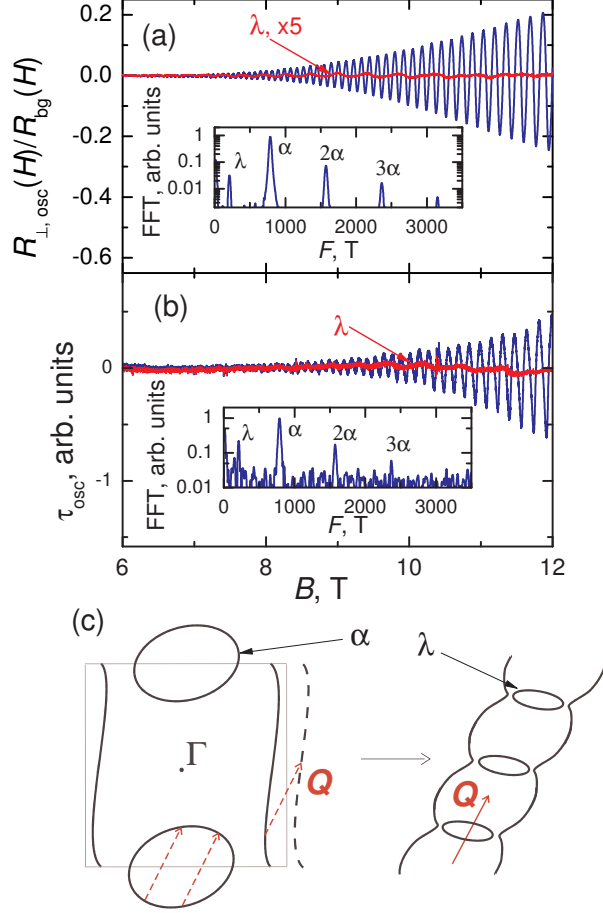 (a)
λ, x5
0.2
0.0
-0.2
-0.4
-0.6
R⊥, osc(H)/Rbg(H)
FFT, arb. units
1
0.1
0.01
λ
α
2α
3α
0 1000 2000 3000
F, T
(b)
λ
0
-1
τosc, arb. units
FFT, arb. units
1
0.1
0.01
λ
α
2α
3α
0 1000 2000 3000
F, T
6 8 10 12
B, T
(c)
α
λ
Γ
Q
Q